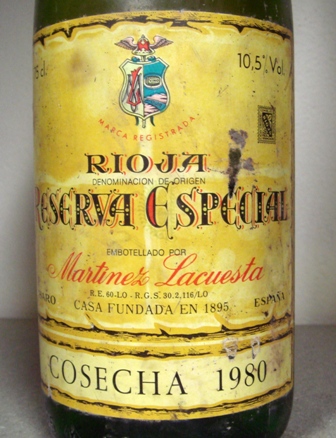 75 cl.
10,5° Vol.
MARCA REGISTRADA
RIOJA
DENOMINACION DE ORIGEN
RESERVA ESPECIAL
EMBOTELLADO POR
Martinez Lacuesta
R.E. 60-LO - R.G.S. 30.2.116/LO
HARO
ESPAÑA
CASA FUNDADA EN 1895
COSECHA 1980